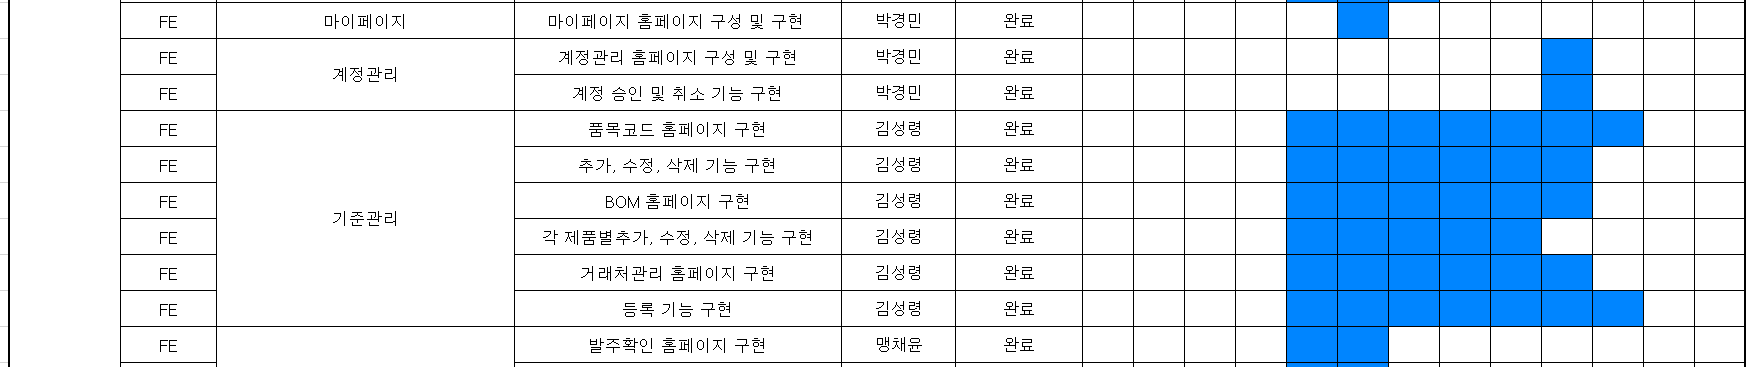 FE 마이페이지 마이페이지 홈페이지 구성 및 구현 박경민 완료
FE 계정관리 홈페이지 구성 및 구현 박경민 완료
계정관리
FE 계정 승인 및 취소 기능 구현 박경민 완료
FE 품목코드 홈페이지 구현 김성령 완료
FE 추가, 수정, 삭제 기능 구현 김성령 완료
FE BOM 홈페이지 구현 김성령 완료
기준관리
FE 각 제품별추가, 수정, 삭제 기능 구현 김성령 완료
FE 거래처관리 홈페이지 구현 김성령 완료
FE 등록 기능 구현 김성령 완료
FE 발주확인 홈페이지 구현 맹채윤 완료